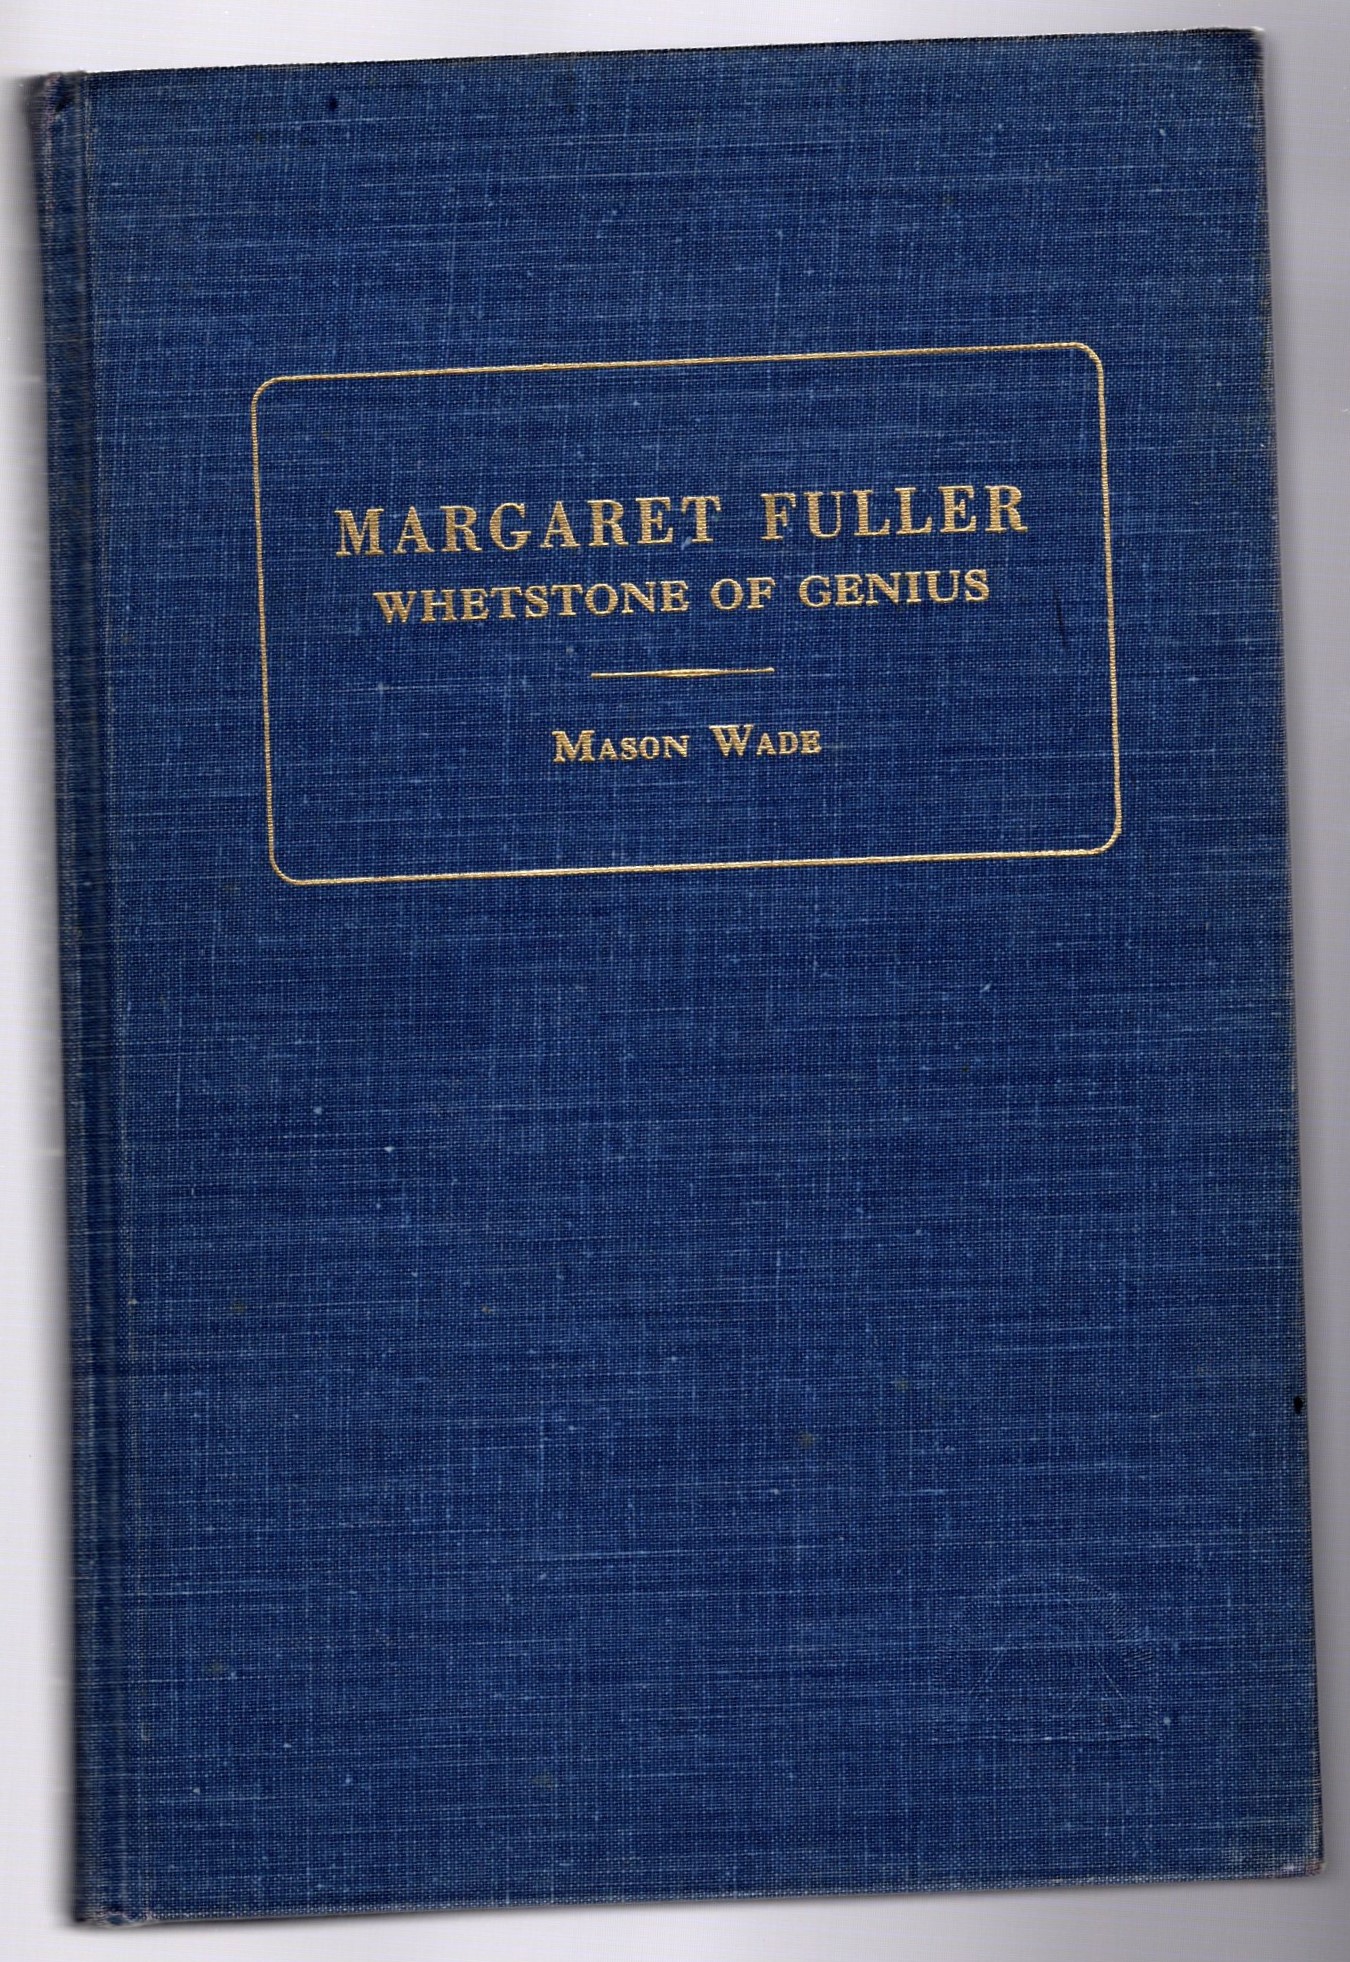 MARGARET FULLER
WHETSTONE OF GENIUS
MASON WADE